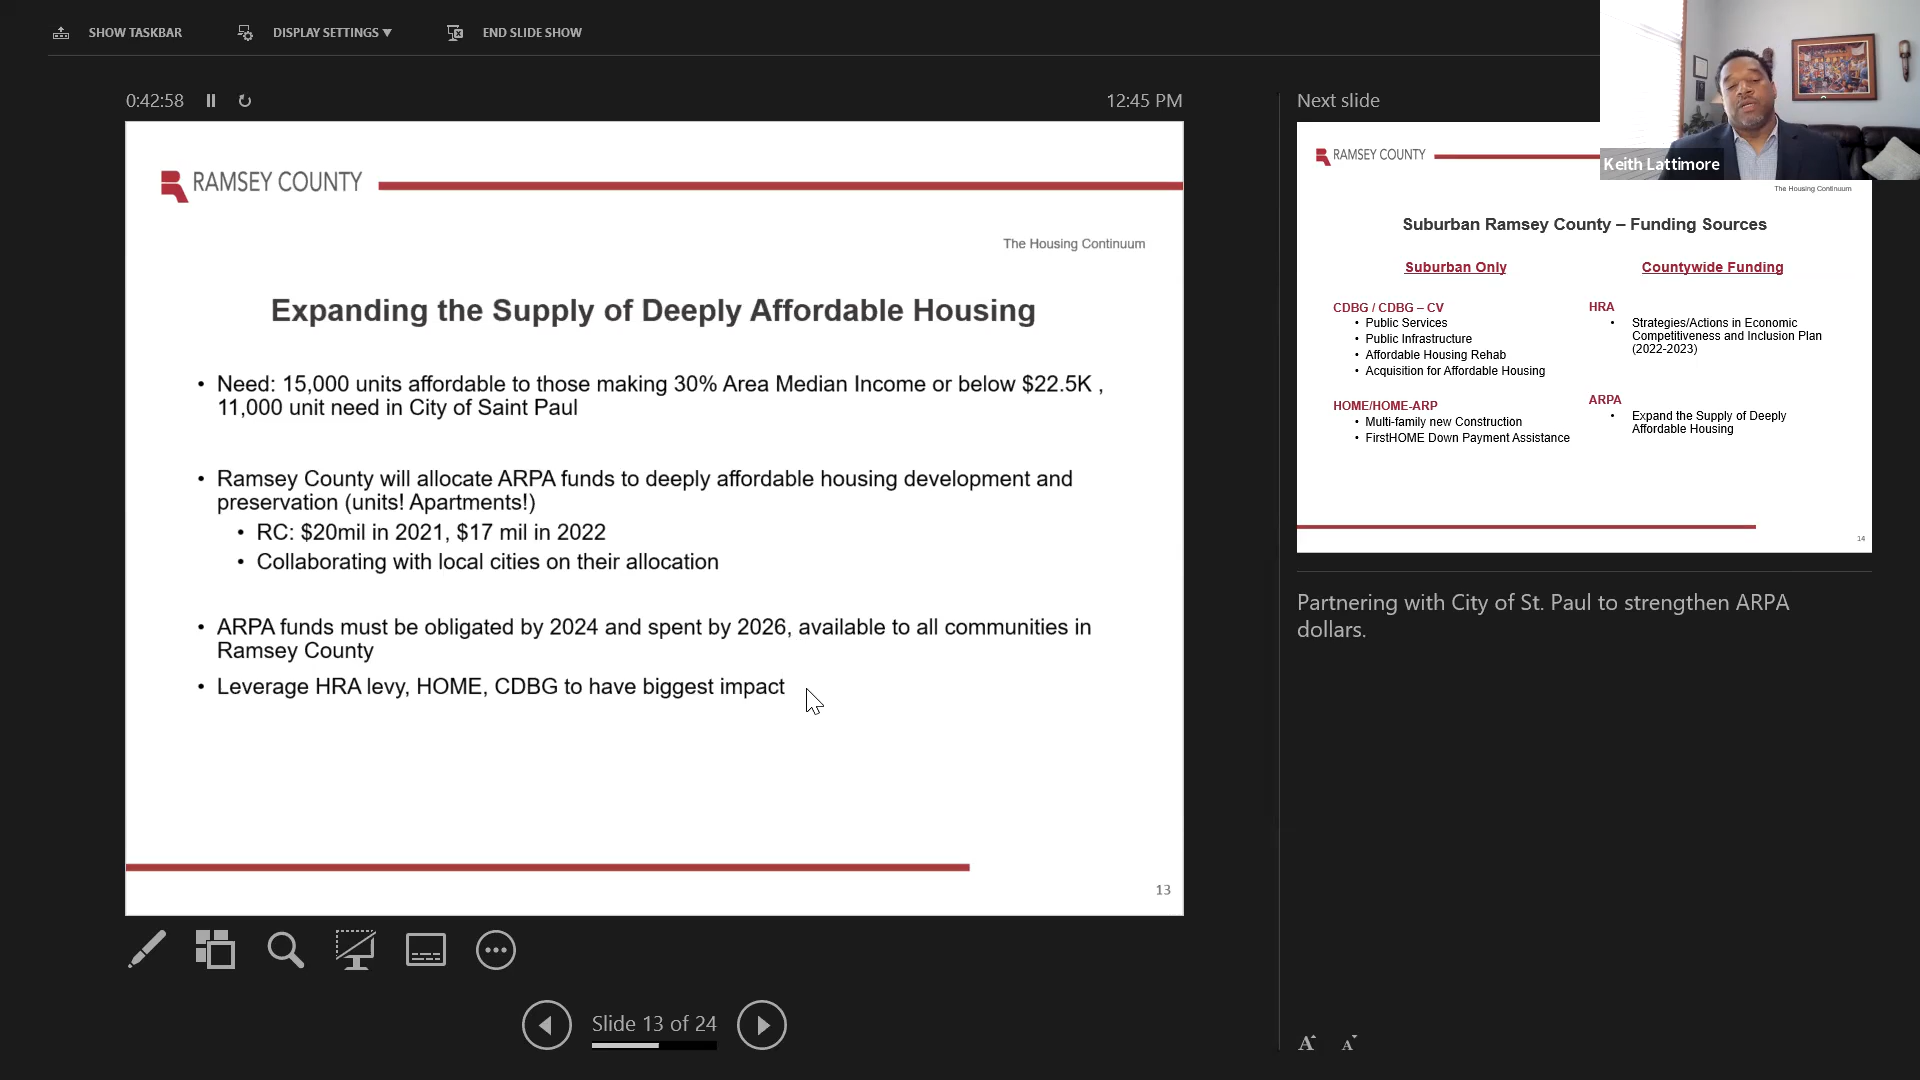 SHOW TASKBAR
DISPLAY SETTINGS
END SLIDE SHOW
0:42:58
12:45 PM
RAMSEY COUNTY
The Housing Continuum
Expanding the Supply of Deeply Affordable Housing
• Need: 15,000 units affordable to those making 30% Area Median Income or below $22.5K ,
11,000 unit need in City of Saint Paul
• Ramsey County will allocate ARPA funds to deeply affordable housing development and
preservation (units! Apartments!)
• RC: $20mil in 2021, $17 mil in 2022
• Collaborating with local cities on their allocation
• ARPA funds must be obligated by 2024 and spent by 2026, available to all communities in
Ramsey County
• Leverage HRA levy, HOME, CDBG to have biggest impact
13
Slide 13 of 24
Next slide
Keith Lattimore
RAMSEY COUNTY
The Housing Continuum
Suburban Ramsey County – Funding Sources
Suburban Only
CDBG / CDBG – CV
• Public Services
• Public Infrastructure
• Affordable Housing Rehab
• Acquisition for Affordable Housing
HOME/HOME-ARP
• Multi-family new Construction
• FirstHOME Down Payment Assistance
Countywide Funding
HRA
• Strategies/Actions in Economic
Competitiveness and Inclusion Plan
(2022-2023)
ARPA
• Expand the Supply of Deeply
Affordable Housing
14
Partnering with City of St. Paul to strengthen ARPA
dollars.
A A